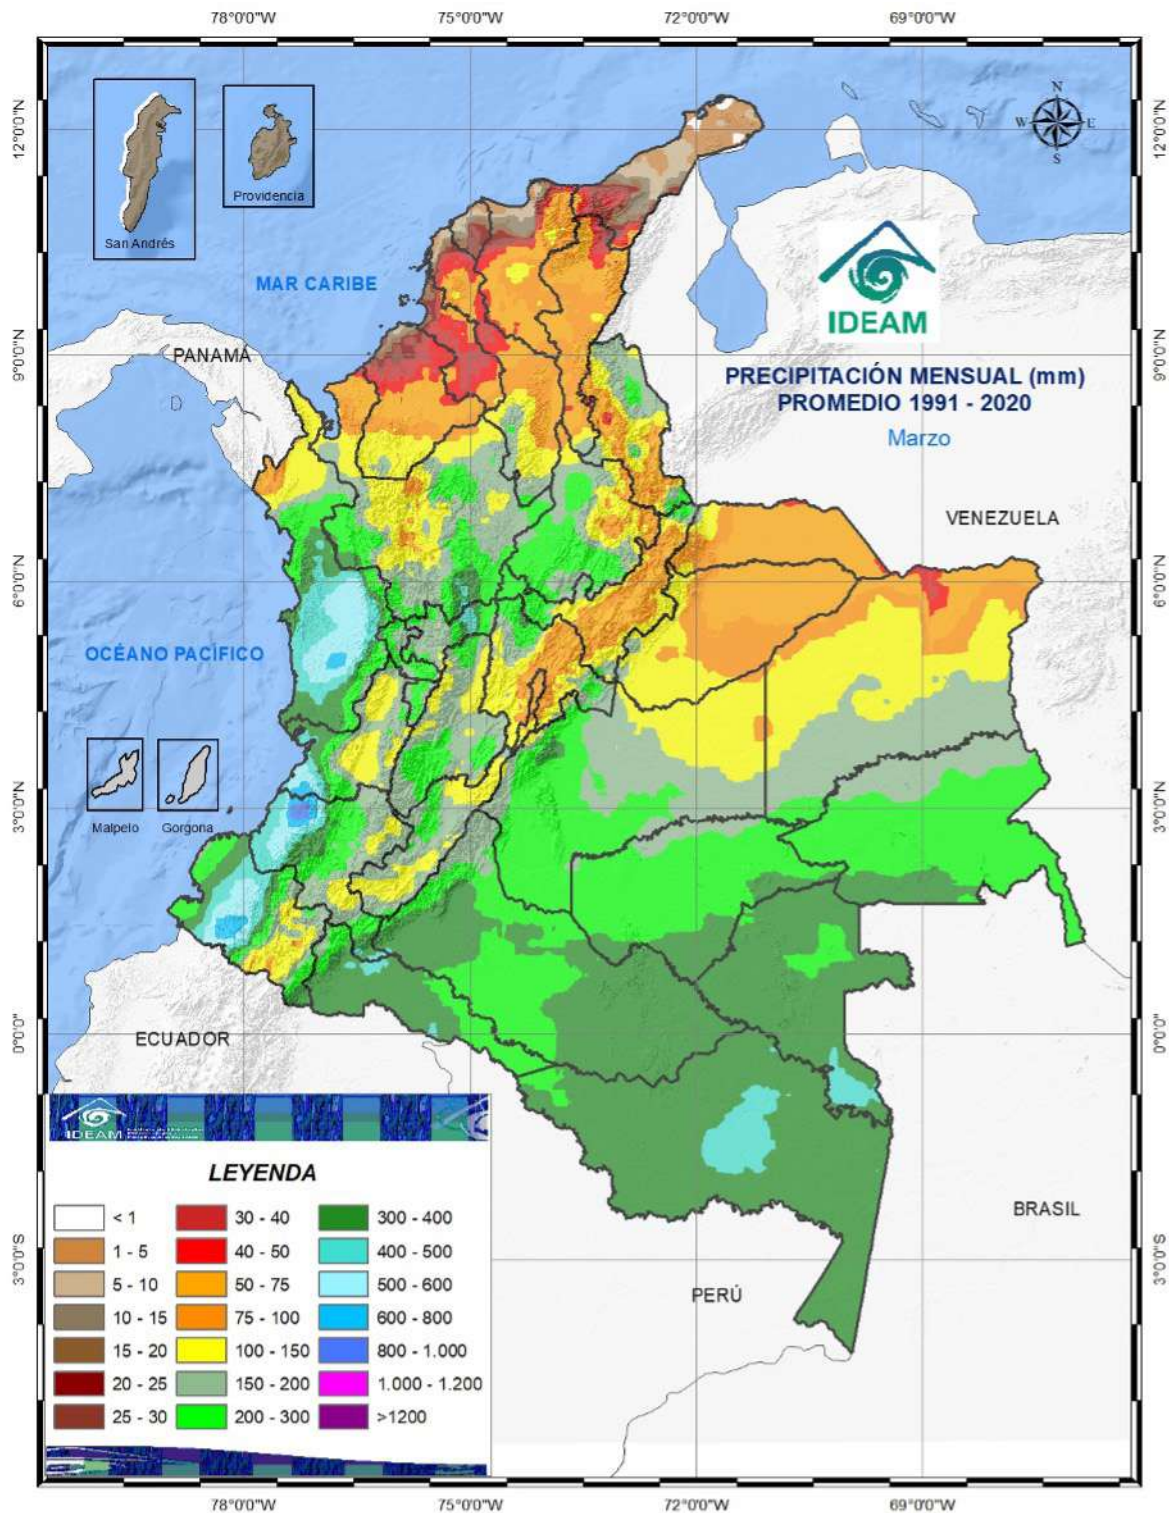 78°0'0"W
75°0'0"W
72°0'0"W
69°0'0"W
12°0'0"N
12°0'0"N
San Andrés
Providencia
N
W
E
S
MAR CARIBE
IDEAM
9°0'0"N
PANAMÁ
9°0'0"N
PRECIPITACIÓN MENSUAL (mm)
PROMEDIO 1991 - 2020
Marzo
VENEZUELA
6°0'0"N
6°0'0"N
OCÉANO PACÍFICO
3°0'0"N
Malpelo
Gorgona
3°0'0"N
0°0'0"
ECUADOR
0°0'0"
IDEAM
LEYENDA
< 1
1 - 5
5 - 10
10 - 15
15 - 20
20 - 25
25 - 30
30 - 40
40 - 50
50 - 75
75 - 100
100 - 150
150 - 200
200 - 300
300 - 400
400 - 500
500 - 600
600 - 800
800 - 1.000
1.000 - 1.200
>1200
BRASIL
3°0'0"S
PERÚ
3°0'0"S
78°0'0"W
75°0'0"W
72°0'0"W
69°0'0"W